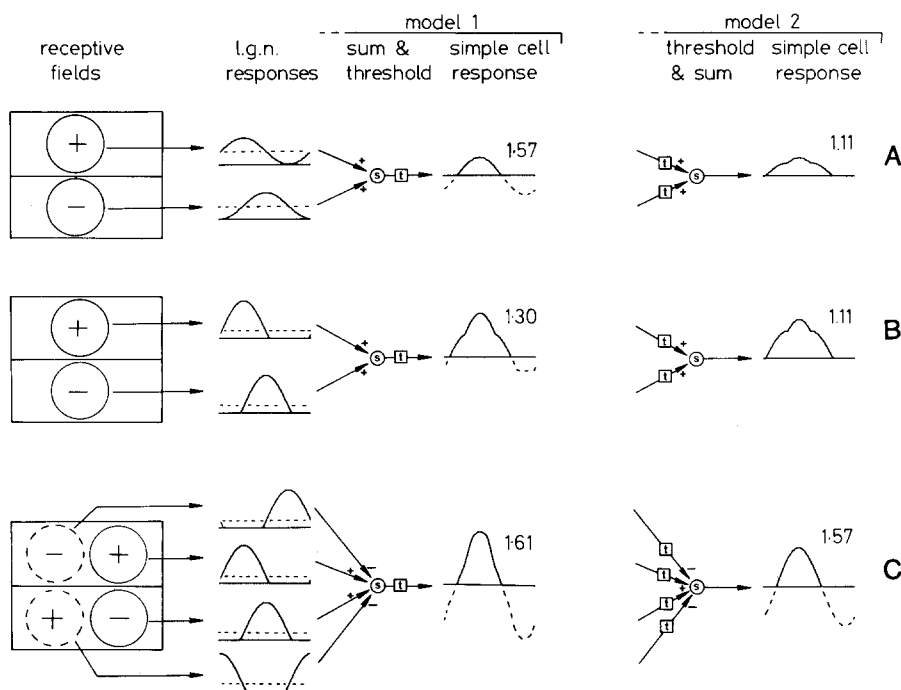 model 1
model 2
receptive fields
l.g.n. responses
sum & threshold
simple cell response
threshold & sum
simple cell response
+
−
+
+
s
t
1·57
t
t
+
+
s
1.11
A
+
−
+
+
s
t
1·30
t
t
+
+
s
1.11
B
−
+
+
−
−
+
+
−
s
t
1·61
t
t
t
t
−
+
+
−
s
1·57
C